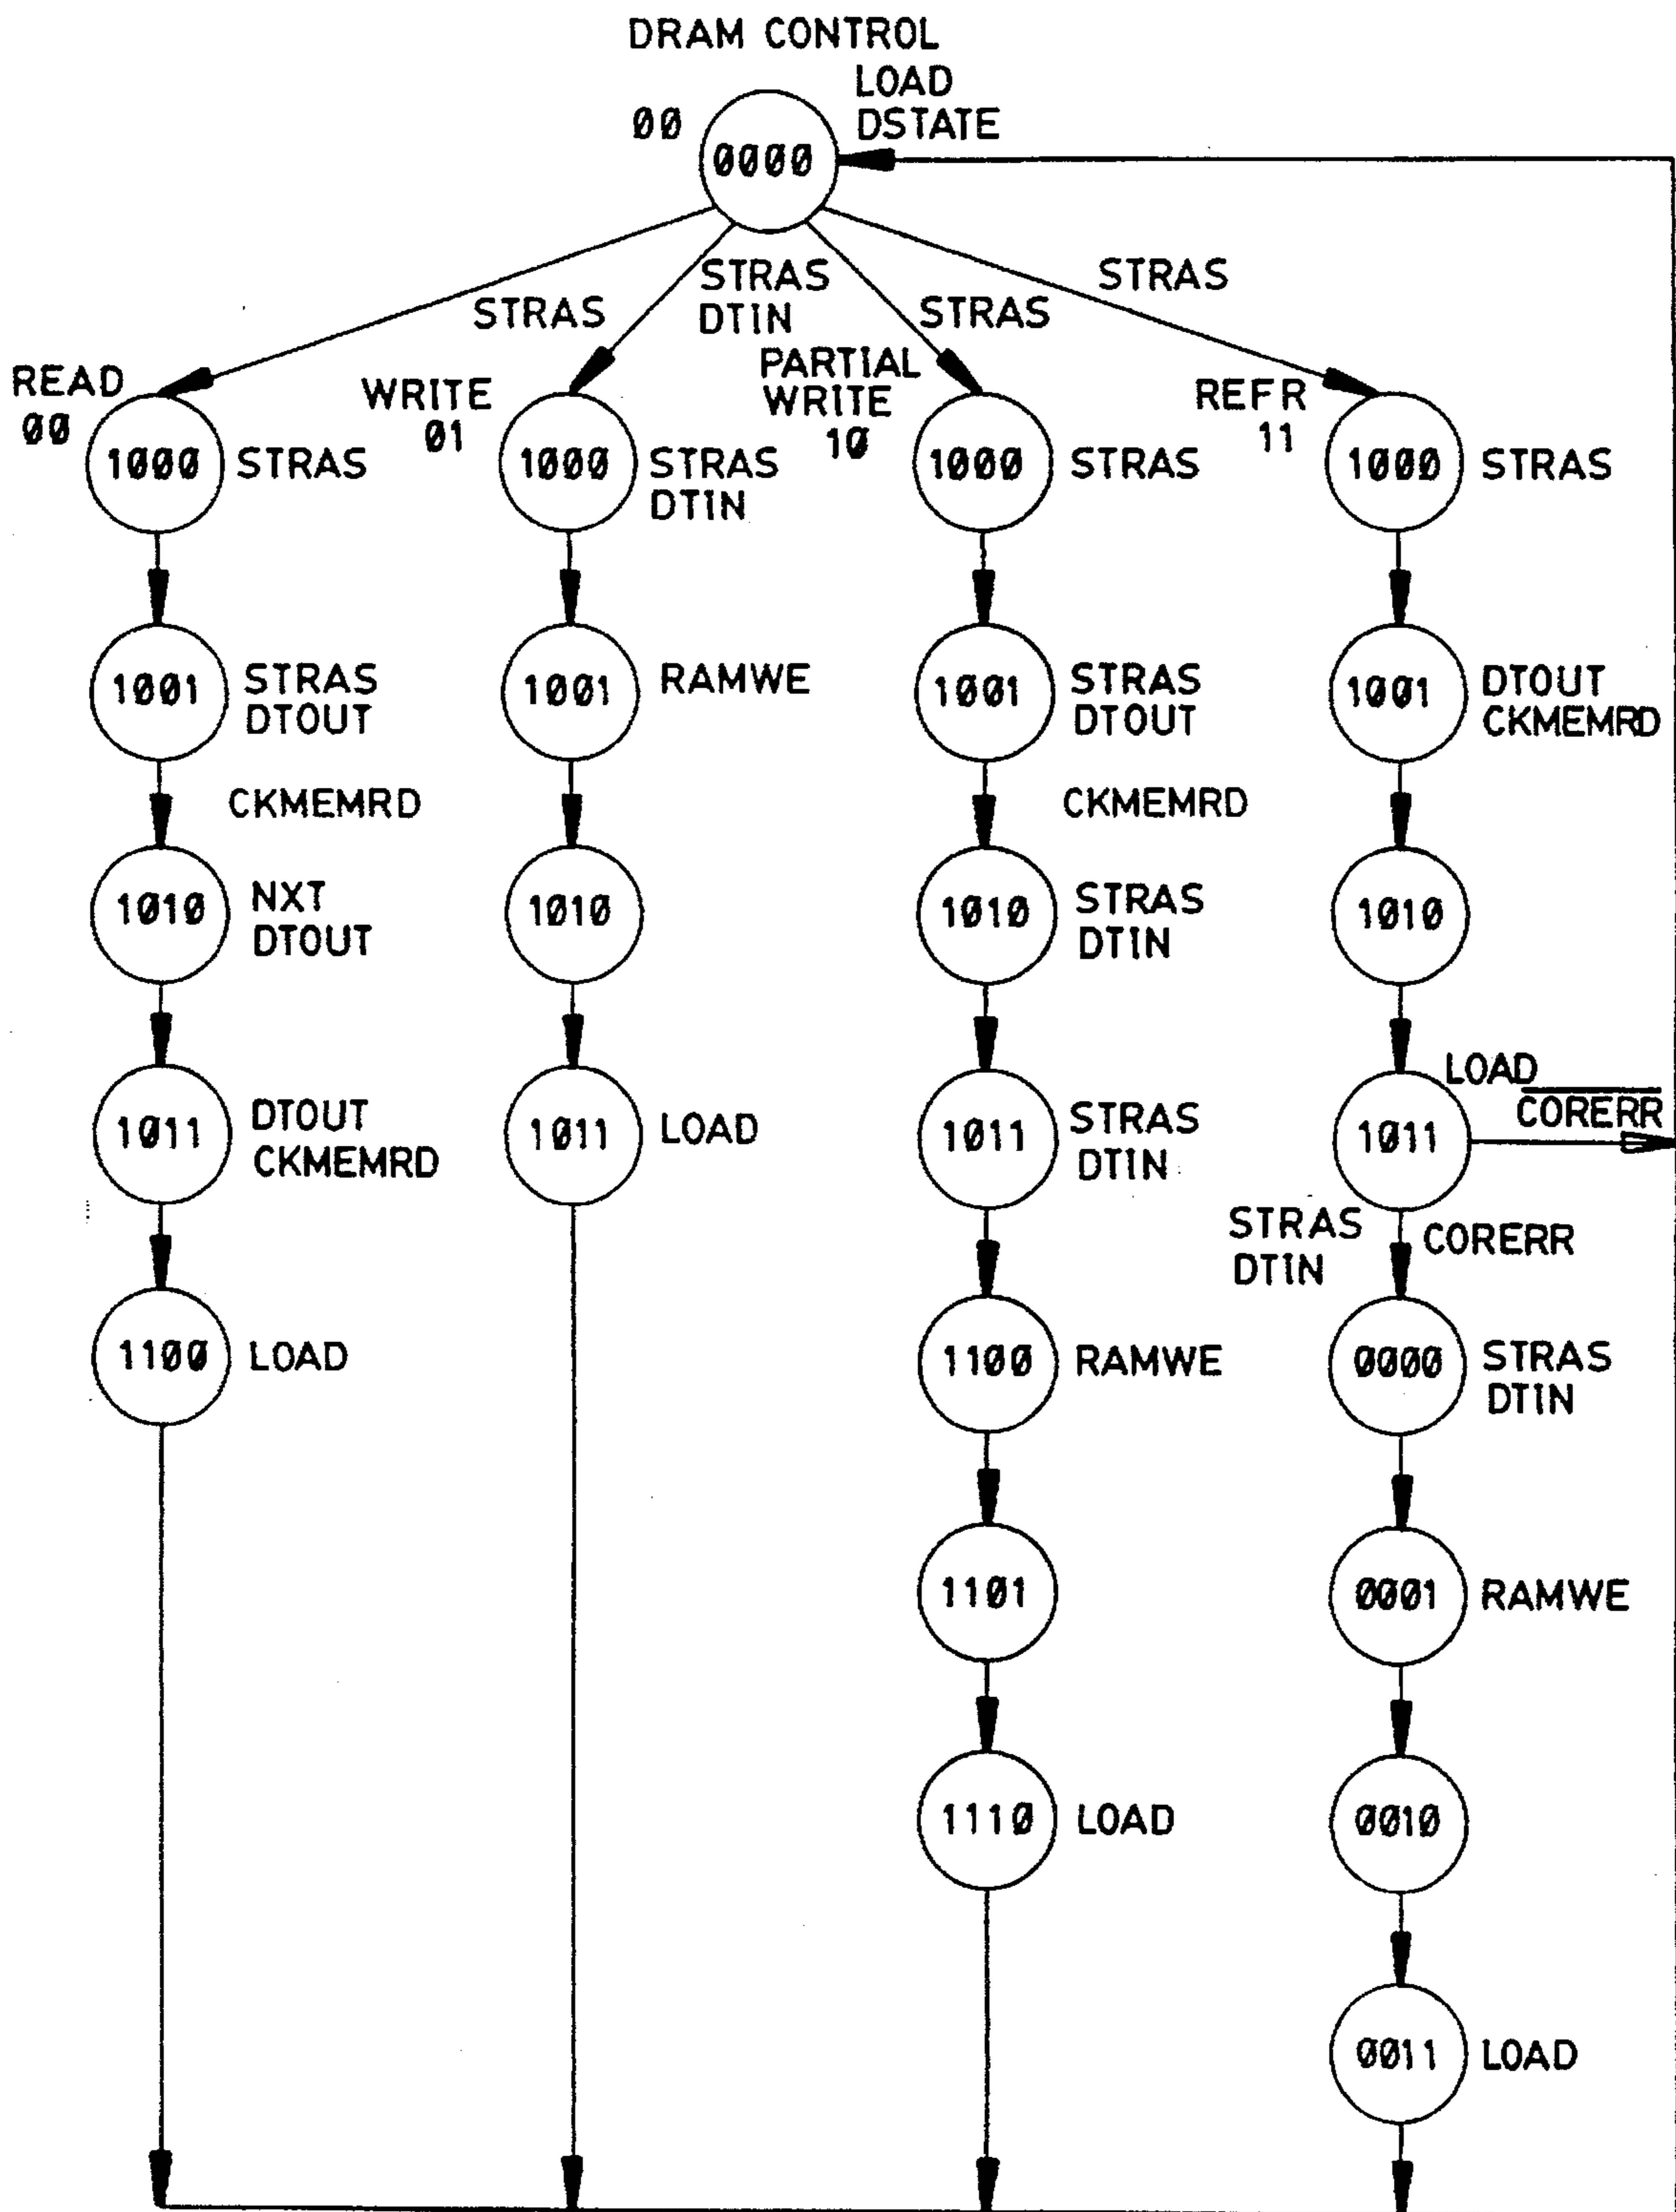 DRAM CONTROL
LOAD
DSTATE
00
0000
STRAS
STRAS
DTIN
STRAS
STRAS
READ
00
1000
STRAS
1001
STRAS
DTOUT
CKMEMRD
1010
NXT
DTOUT
1011
DTOUT
CKMEMRD
1100
LOAD
WRITE
01
1000
STRAS
DTIN
1001
RAMWE
1010
1011
LOAD
PARTIAL
WRITE
10
1000
STRAS
1001
STRAS
DTOUT
CKMEMRD
1010
STRAS
DTIN
1011
STRAS
DTIN
1100
RAMWE
1101
1110
LOAD
REFR
11
1000
STRAS
1001
DTOUT
CKMEMRD
1010
1011
LOAD
CORERR
STRAS
DTIN
CORERR
0000
STRAS
DTIN
0001
RAMWE
0010
0011
LOAD